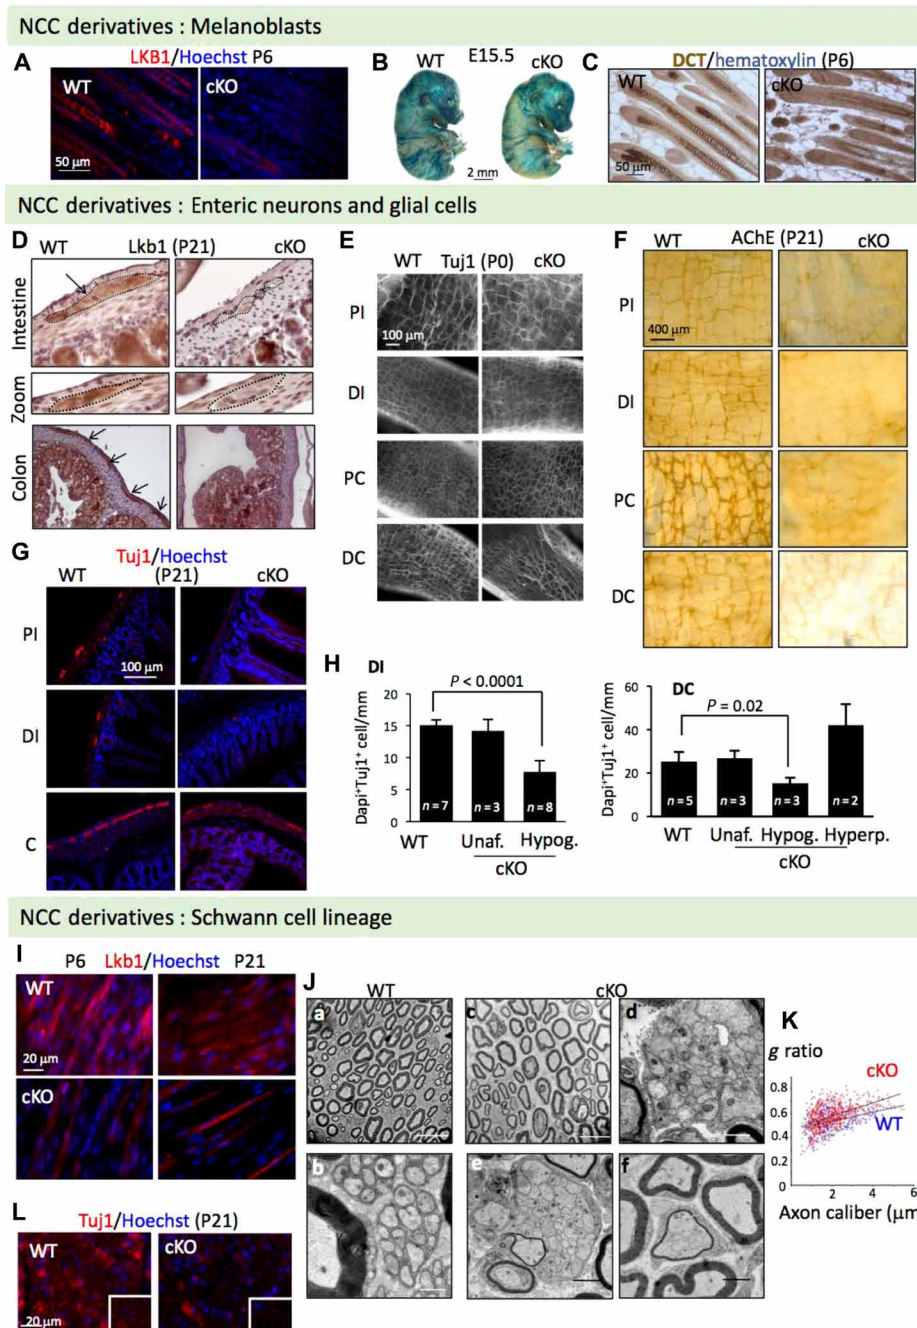 NCC derivatives : Melanoblasts
A
LKB1/Hoechst P6
WT
cKO
50 μm
B
WT
E15.5
cKO
2 mm
C
DCT/hematoxylin (P6)
WT
cKO
50 μm
NCC derivatives : Enteric neurons and glial cells
D
WT
Lkb1 (P21)
cKO
Intestine
Zoom
Colon
E
WT
Tuj1 (P0)
cKO
PI
100 μm
DI
PC
DC
F
WT
AChE (P21)
cKO
PI
400 μm
DI
PC
DC
G
Tuj1/Hoechst
WT
(P21)
cKO
PI
100 μm
DI
C
H
DI
P < 0.0001
Dapi⁺Tuj1⁺ cell/mm
20
15
10
5
0
n = 7
n = 3
n = 8
WT
Unaf.
Hypog.
cKO
DC
P = 0.02
Dapi⁺Tuj1⁺ cell/mm
60
40
20
0
n = 5
n = 3
n = 3
n = 2
WT
Unaf.
Hypog.
Hyperp.
cKO
NCC derivatives : Schwann cell lineage
I
P6
Lkb1/Hoechst
P21
WT
20 μm
cKO
J
WT
cKO
a
c
d
b
e
f
K
g ratio
cKO
WT
0.8
0.6
0.4
0.2
0
2
4
6
Axon caliber (μm
L
Tuj1/Hoechst (P21)
WT
cKO
20 μm